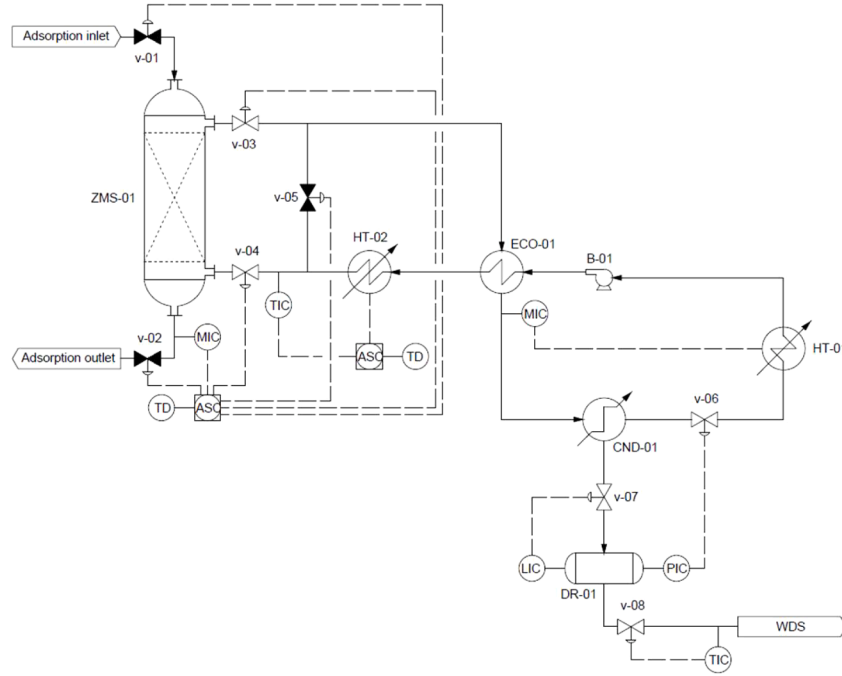 Adsorption inlet
v-01
v-03
ZMS-01
v-05
HT-02
ECO-01
B-01
v-04
TIC
MIC
v-02
MIC
HT-0
Adsorption outlet
ASC
TD
TD
ASC
v-06
CND-01
v-07
LIC
PIC
DR-01
v-08
WDS
TIC